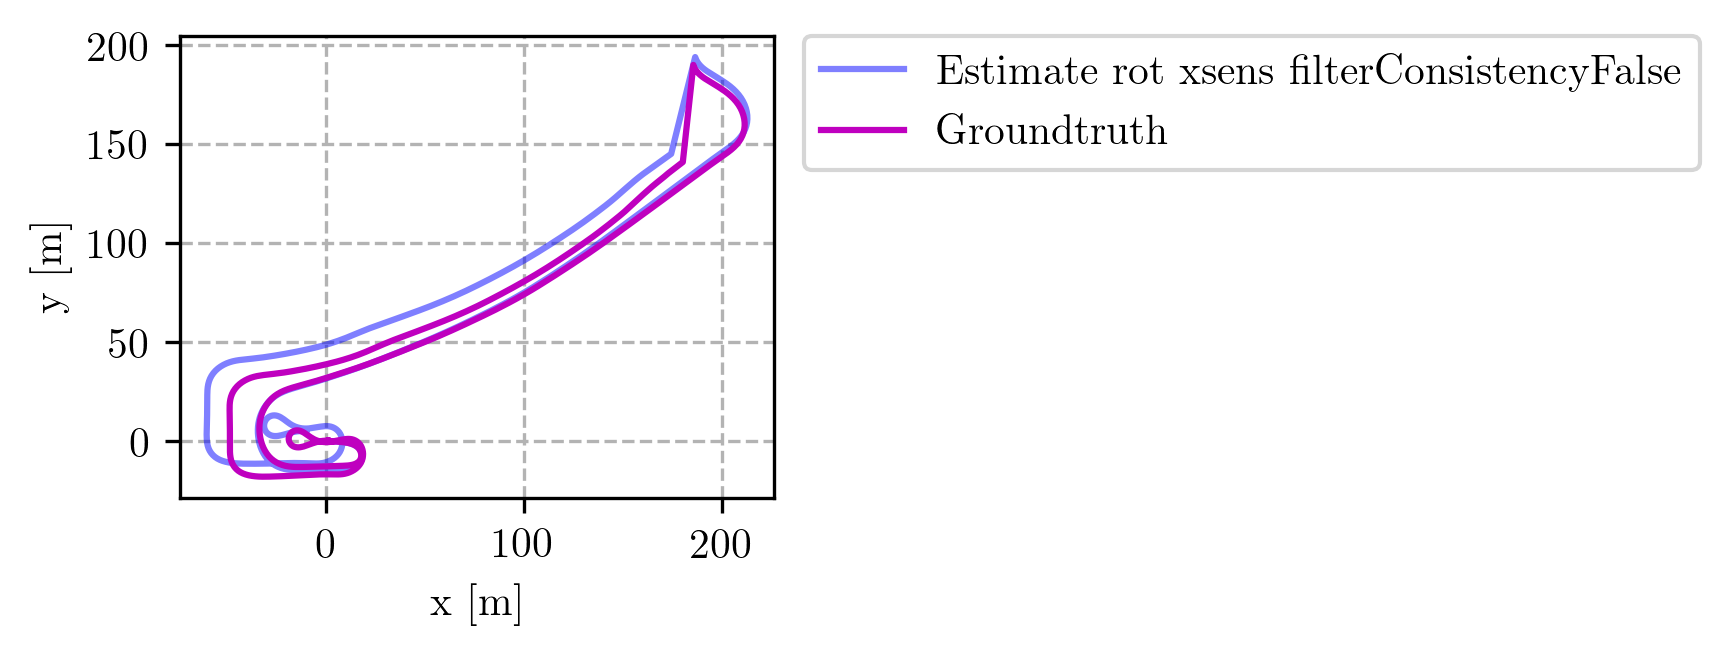 200
150
100
50
0
y [m]
0 100 200
x [m]
Estimate rot xsens filterConsistencyFalse
Groundtruth